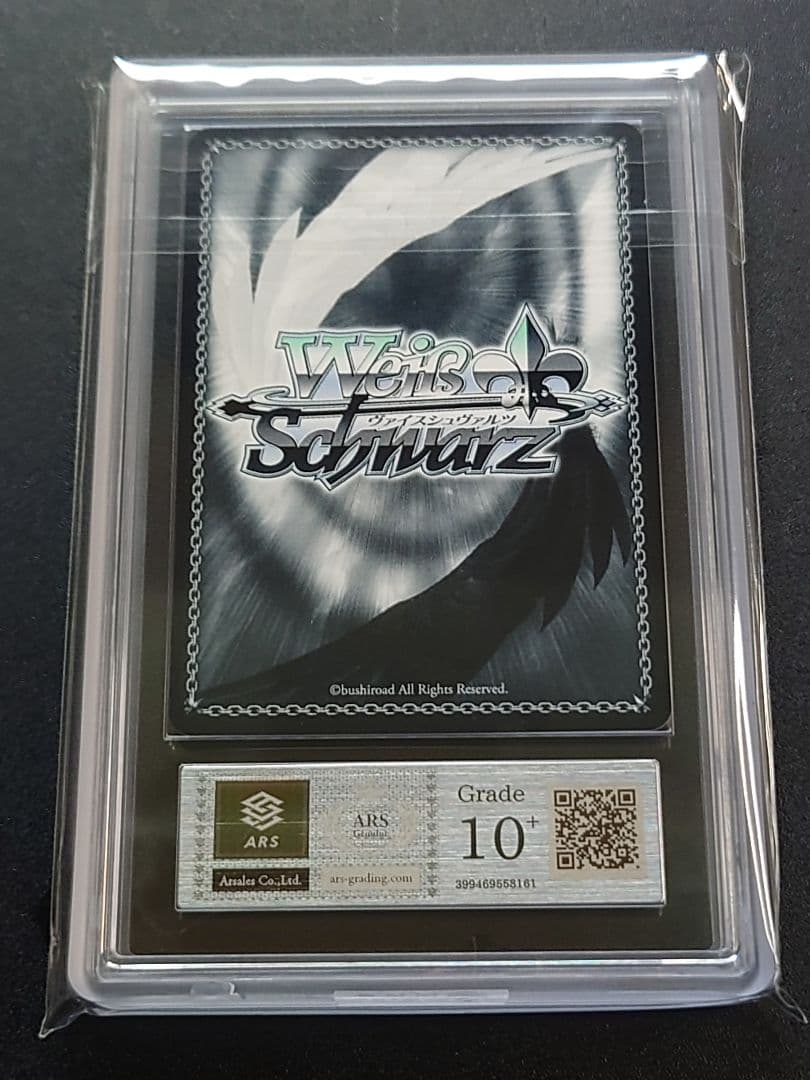 Weiß
ヴァイスシュヴァルツ
Schwarz
©bushiroad All Rights Reserved.
ARS
Arsales Co.,Ltd.
ARS
Genuine
ars-grading.com
Grade
10+
399469558161